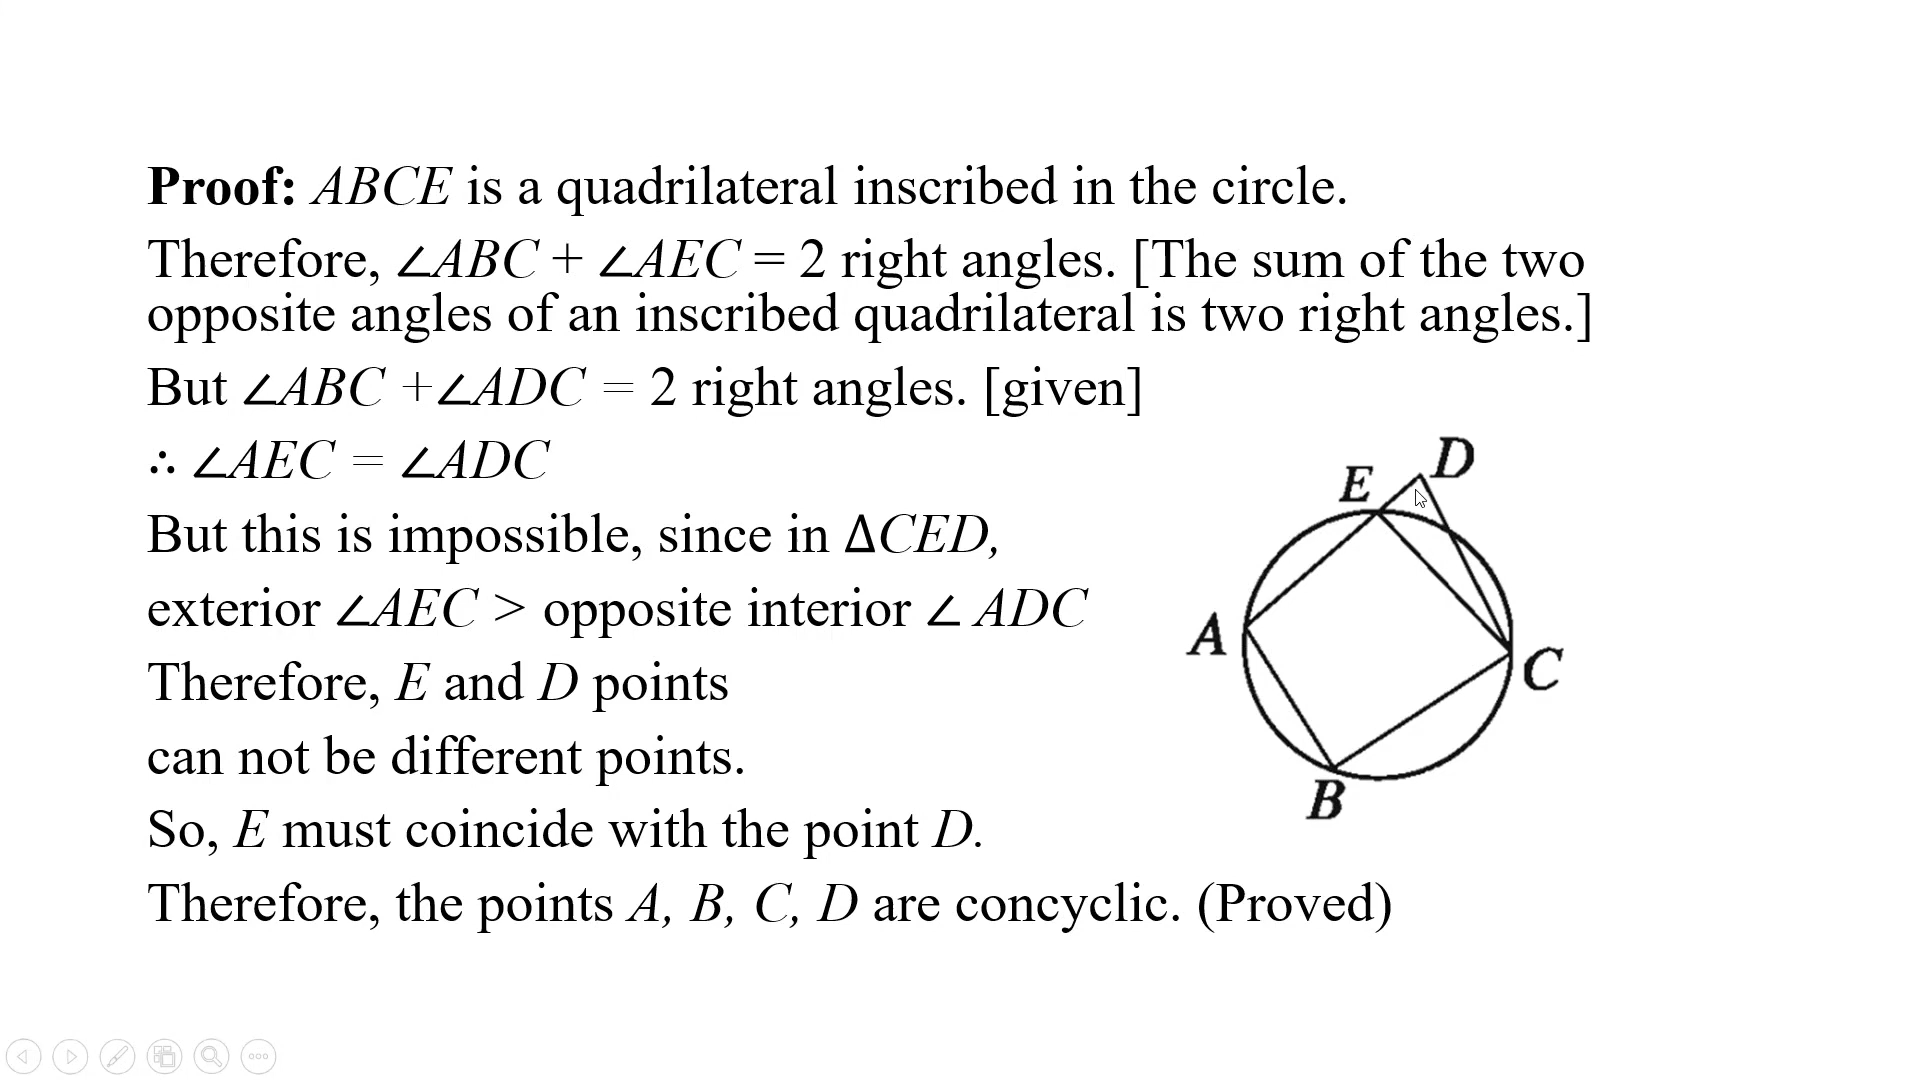 Proof: ABCE is a quadrilateral inscribed in the circle.
Therefore, ∠ABC + ∠AEC = 2 right angles. [The sum of the two
opposite angles of an inscribed quadrilateral is two right angles.]
But ∠ABC +∠ADC = 2 right angles. [given]
∴ ∠AEC = ∠ADC
But this is impossible, since in ΔCED,
exterior ∠AEC > opposite interior ∠ ADC
Therefore, E and D points
can not be different points.
So, E must coincide with the point D.
Therefore, the points A, B, C, D are concyclic. (Proved)
D
E
A
C
B